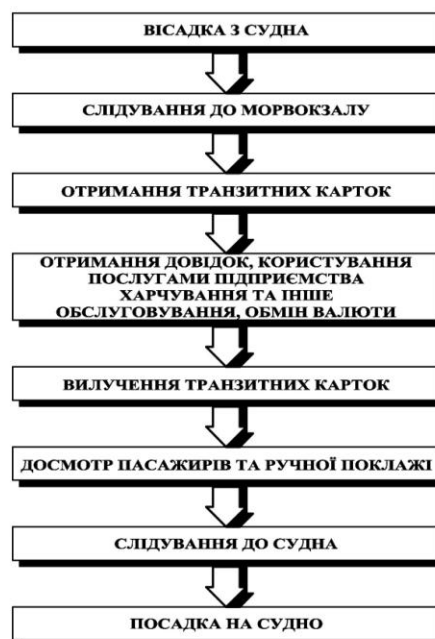 ВІСАДКА З СУДНА
СЛІДУВАННЯ ДО МОРВОКЗАЛУ
ОТРИМАННЯ ТРАНЗИТНИХ КАРТОК
ОТРИМАННЯ ДОВІДОК, КОРИСТУВАННЯ
ПОСЛУГАМИ ПІДПРИЄМСТВА
ХАРЧУВАННЯ ТА ІНШЕ
ОБСЛУГОВУВАННЯ, ОБМІН ВАЛЮТИ
ВИЛУЧЕННЯ ТРАНЗИТНИХ КАРТОК
ДОСМОТР ПАСАЖИРІВ ТА РУЧНОЇ ПОКЛАЖІ
СЛІДУВАННЯ ДО СУДНА
ПОСАДКА НА СУДНО